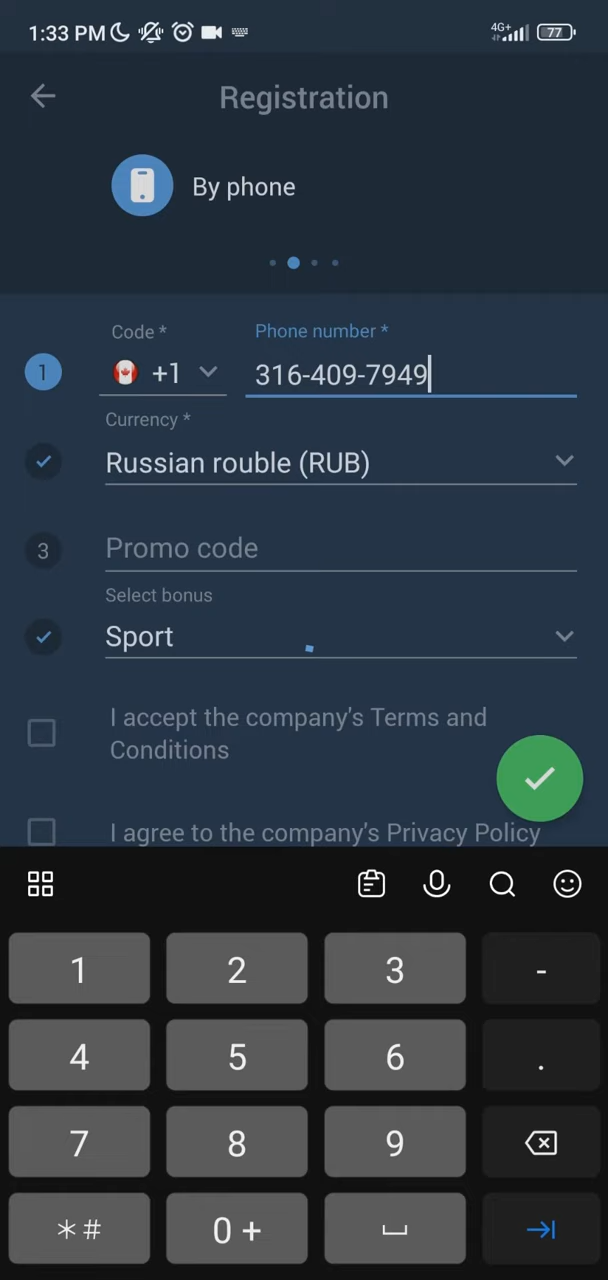 1:33 PM 4G+ 77
Registration
By phone
Code * Phone number *
1 +1 316-409-7949
Currency *
Russian rouble (RUB)
3 Promo code
Select bonus
Sport
I accept the company's Terms and
Conditions
I agree to the company's Privacy Policy
1 2 3 -
4 5 6 .
7 8 9
*# 0 +